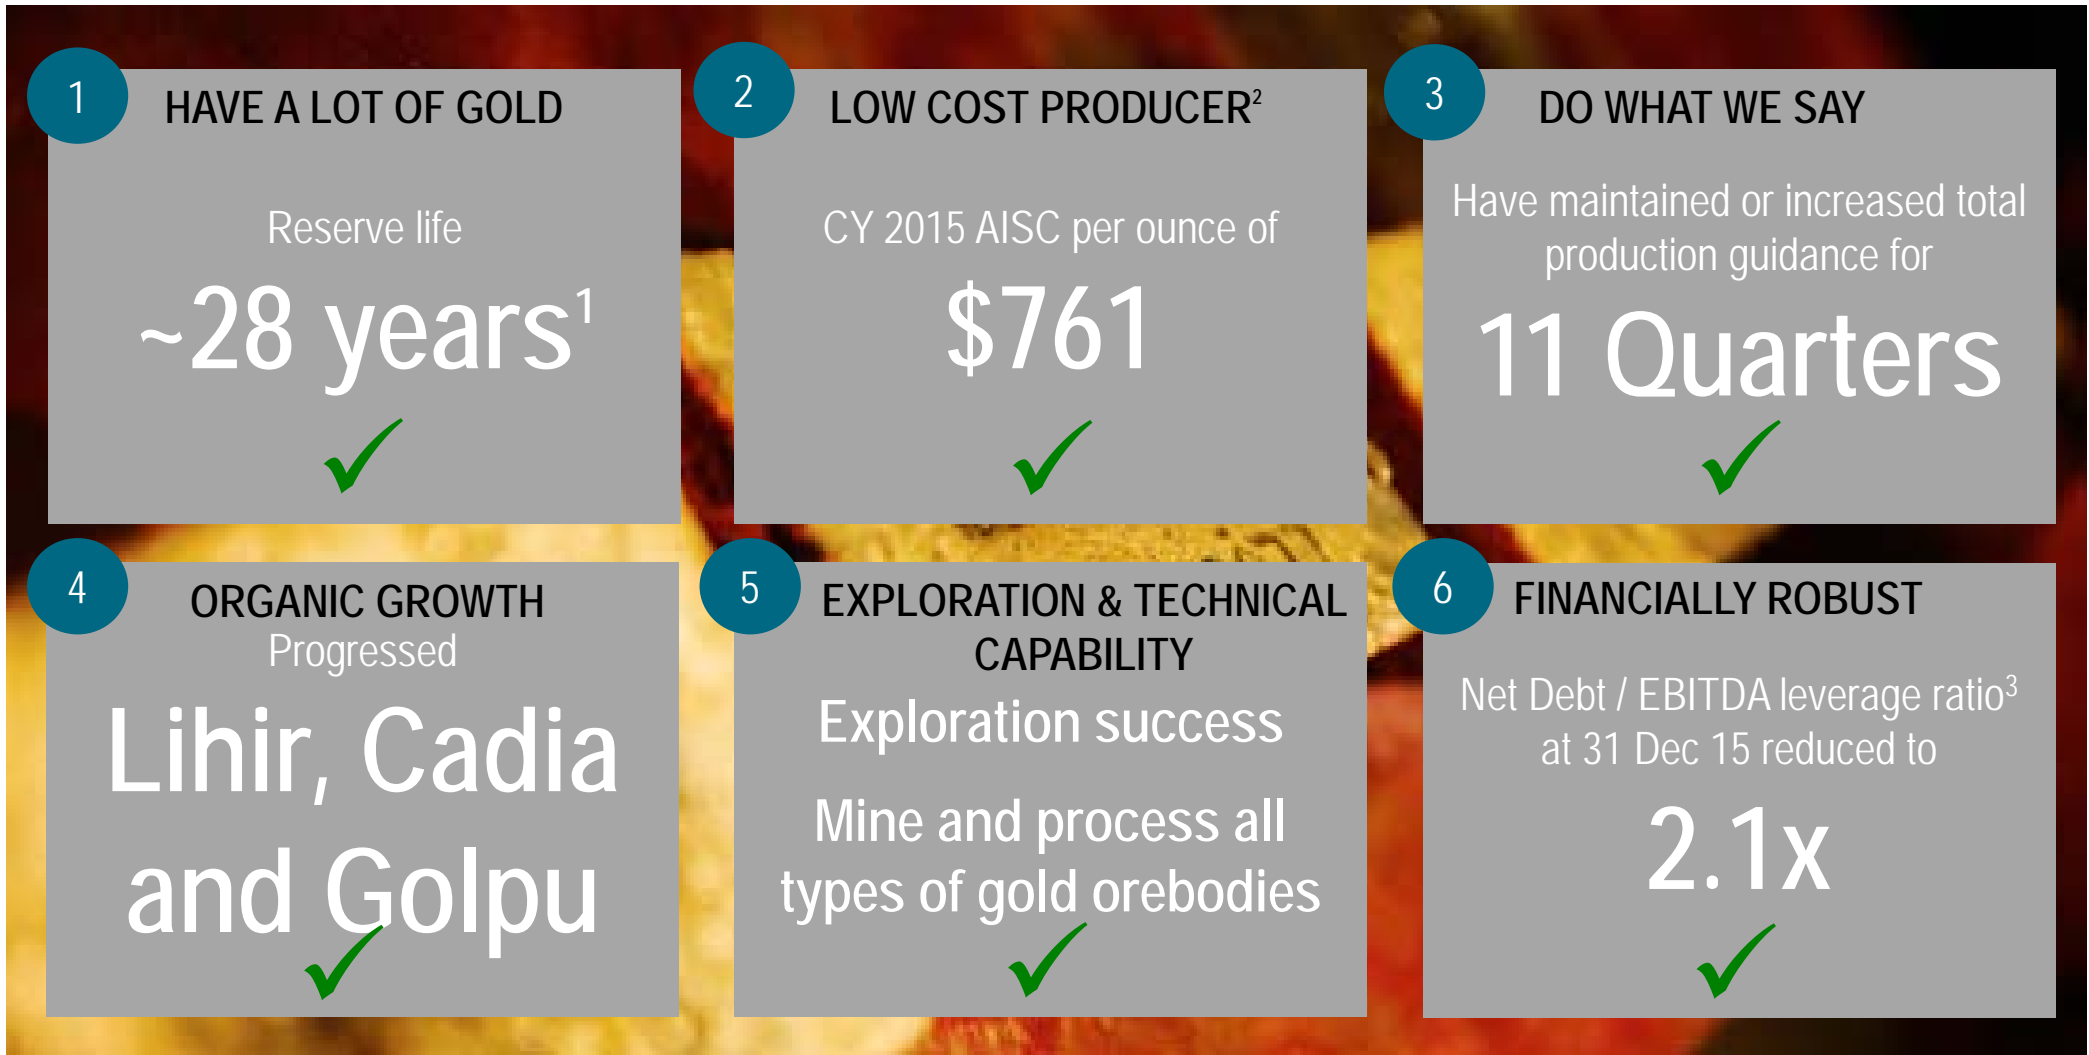 1
HAVE A LOT OF GOLD
Reserve life
~28 years¹
2
LOW COST PRODUCER²
CY 2015 AISC per ounce of
$761
3
DO WHAT WE SAY
Have maintained or increased total
production guidance for
11 Quarters
4
ORGANIC GROWTH
Progressed
Lihir, Cadia
and Golpu
5
EXPLORATION & TECHNICAL
CAPABILITY
Exploration success
Mine and process all
types of gold orebodies
6
FINANCIALLY ROBUST
Net Debt / EBITDA leverage ratio³
at 31 Dec 15 reduced to
2.1x